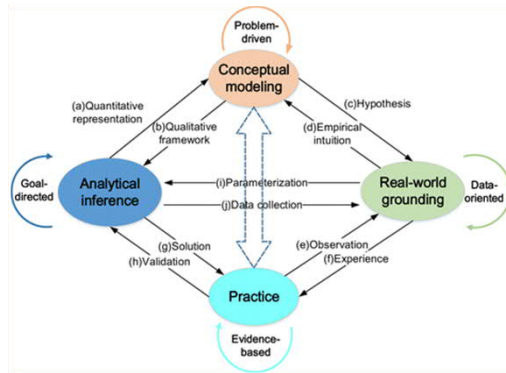 Problem-
driven
Conceptual
modeling
(a)Quantitative
representation
(c)Hypothesis
(b)Qualitative
framework
(d)Empirical
intuition
Goal-
directed
Analytical
inference
(i)Parameterization
(j)Data collection
Real-world
grounding
Data-
oriented
(g)Solution
(h)Validation
(e)Observation
(f)Experience
Practice
Evidence-
based